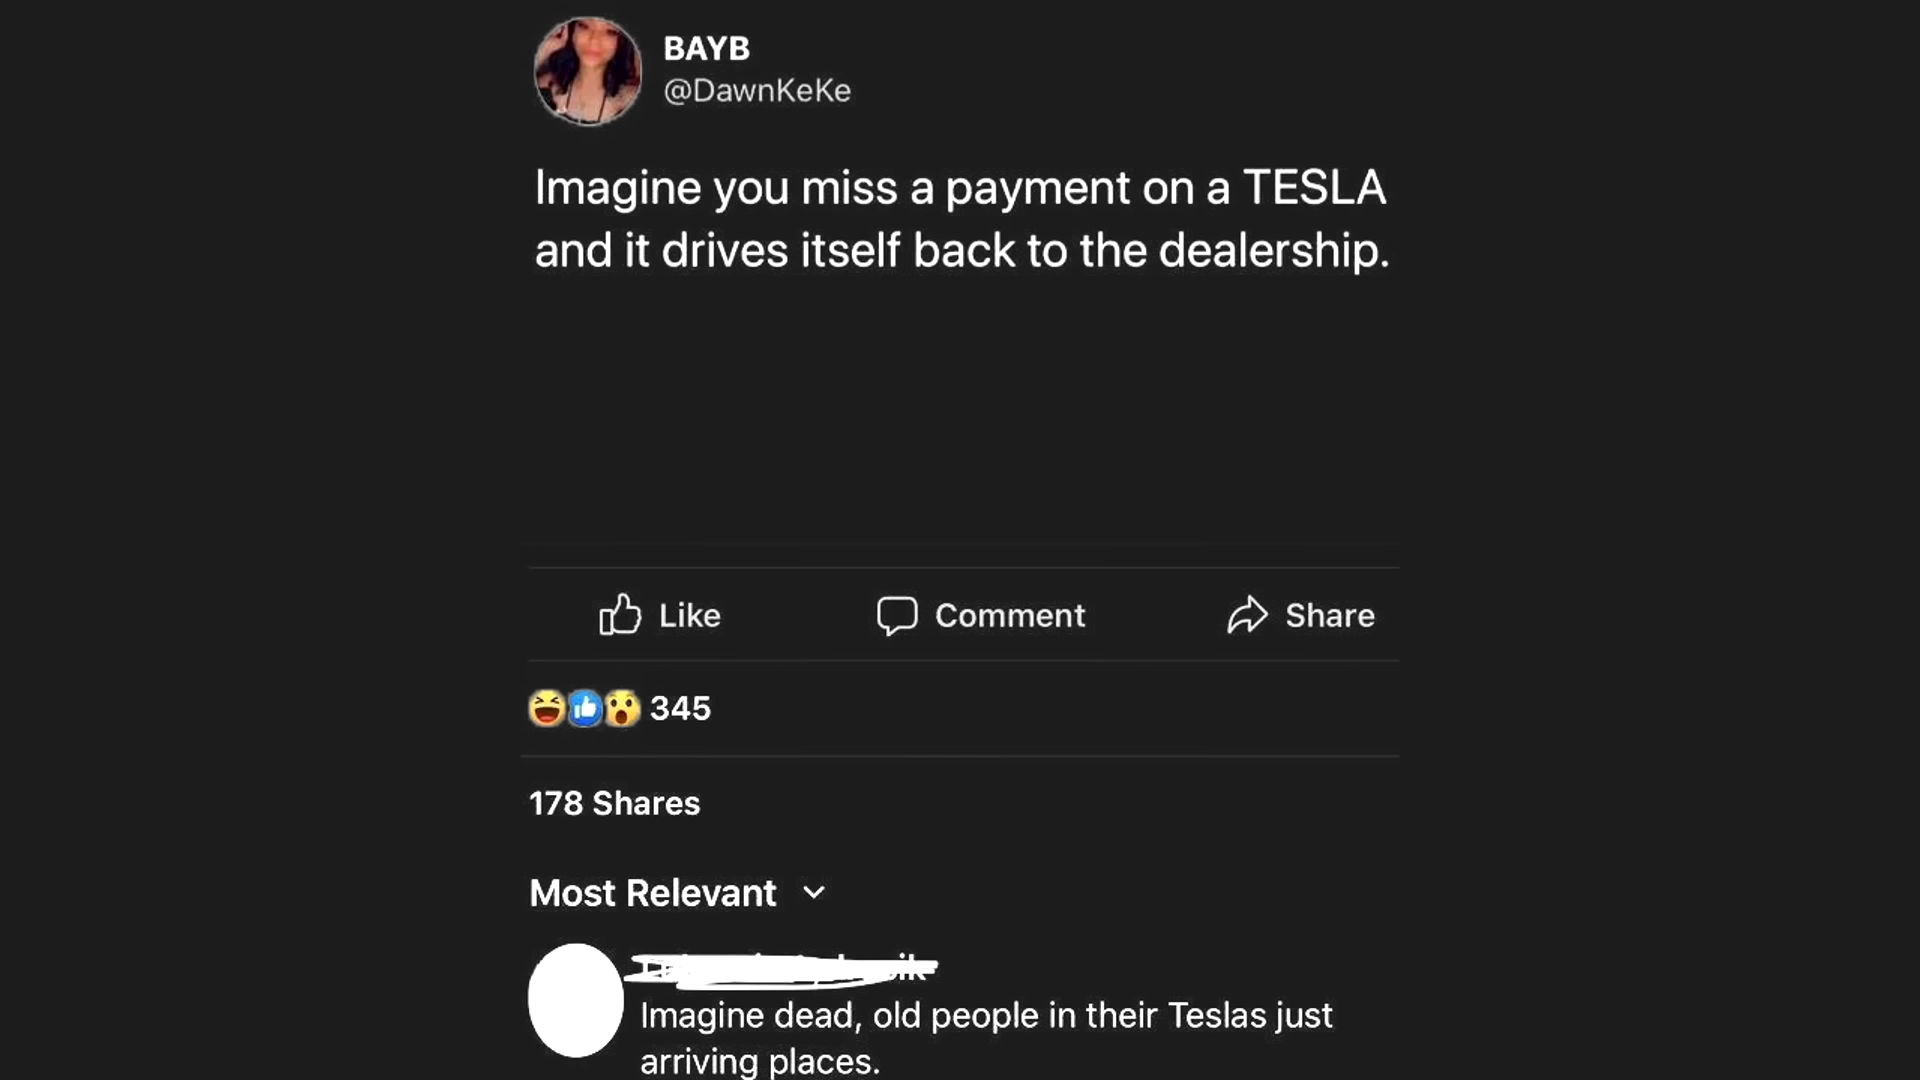 BAYB
@DawnKeKe
Imagine you miss a payment on a TESLA
and it drives itself back to the dealership.
Like
Comment
Share
345
178 Shares
Most Relevant
Imagine dead, old people in their Teslas just
arriving places.